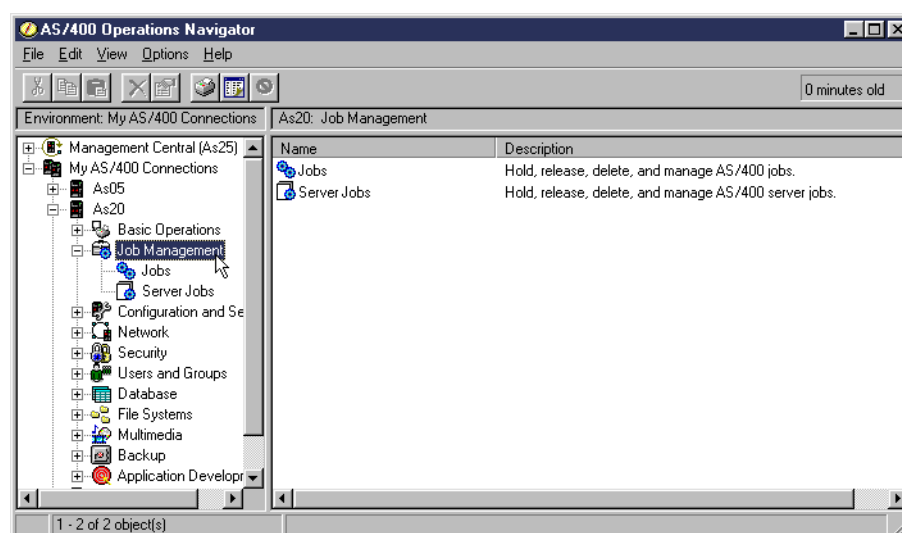 AS/400 Operations Navigator
File Edit View Options Help
0 minutes old
Environment: My AS/400 Connections
As20: Job Management
Management Central (As25)
My AS/400 Connections
As05
As20
Basic Operations
Job Management
Jobs
Server Jobs
Configuration and Se
Network
Security
Users and Groups
Database
File Systems
Multimedia
Backup
Application Developr
Name Description
Jobs Hold, release, delete, and manage AS/400 jobs.
Server Jobs Hold, release, delete, and manage AS/400 server jobs.
1 - 2 of 2 object(s)